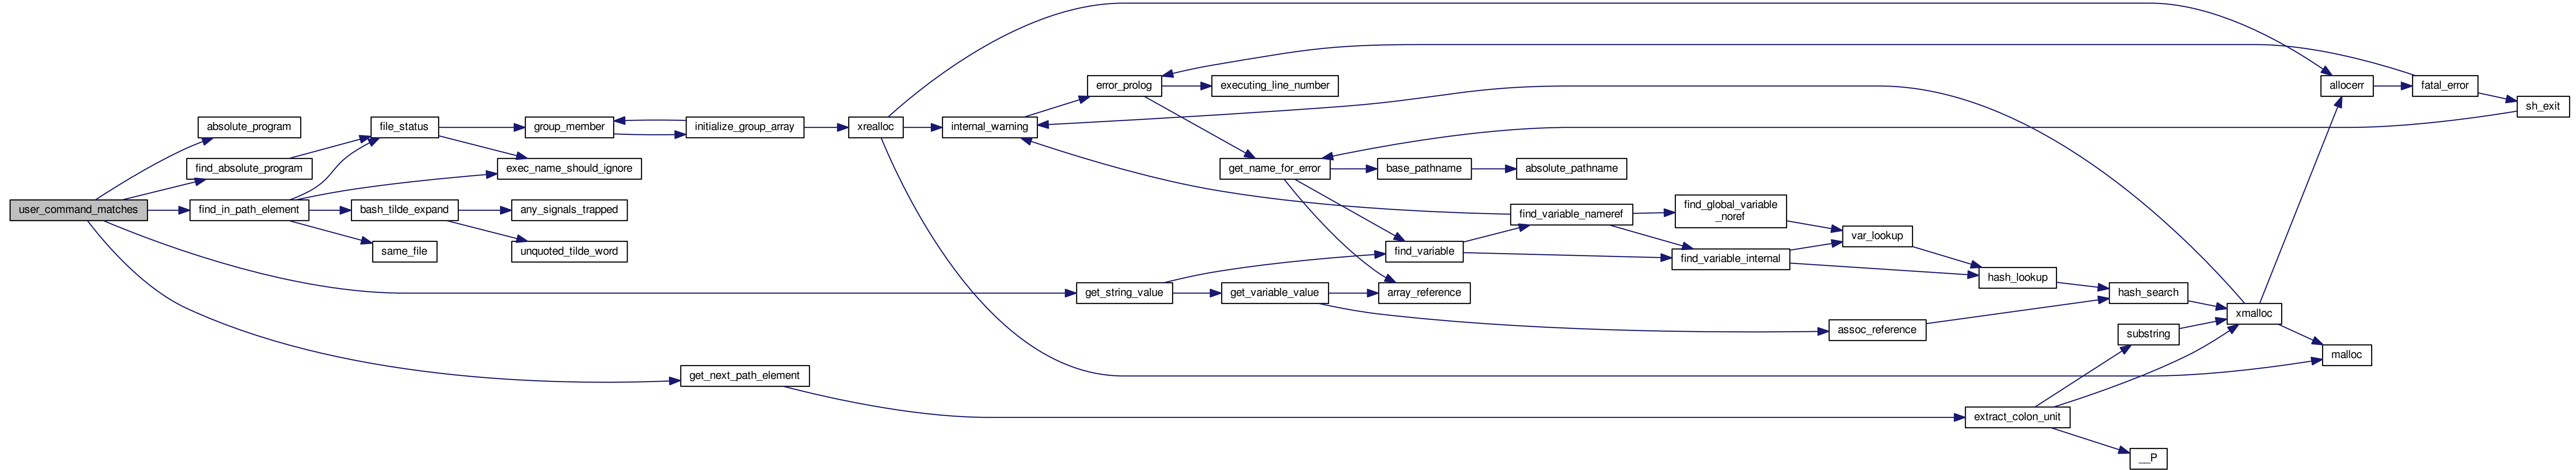 user_command_matches
absolute_program
find_absolute_program
find_in_path_element
file_status
bash_tilde_expand
same_file
group_member
exec_name_should_ignore
any_signals_trapped
unquoted_tilde_word
initialize_group_array
get_next_path_element
xrealloc
internal_warning
error_prolog
get_string_value
executing_line_number
get_name_for_error
get_variable_value
base_pathname
find_variable
array_reference
absolute_pathname
find_variable_nameref
find_global_variable
_noref
find_variable_internal
var_lookup
assoc_reference
hash_lookup
extract_colon_unit
hash_search
substring
__P
xmalloc
allocerr
malloc
fatal_error
sh_exit